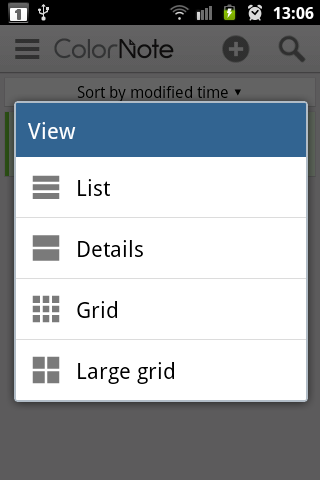 1 13:06
ColorNote
Sort by modified time ▼
View
List
Details
Grid
Large grid